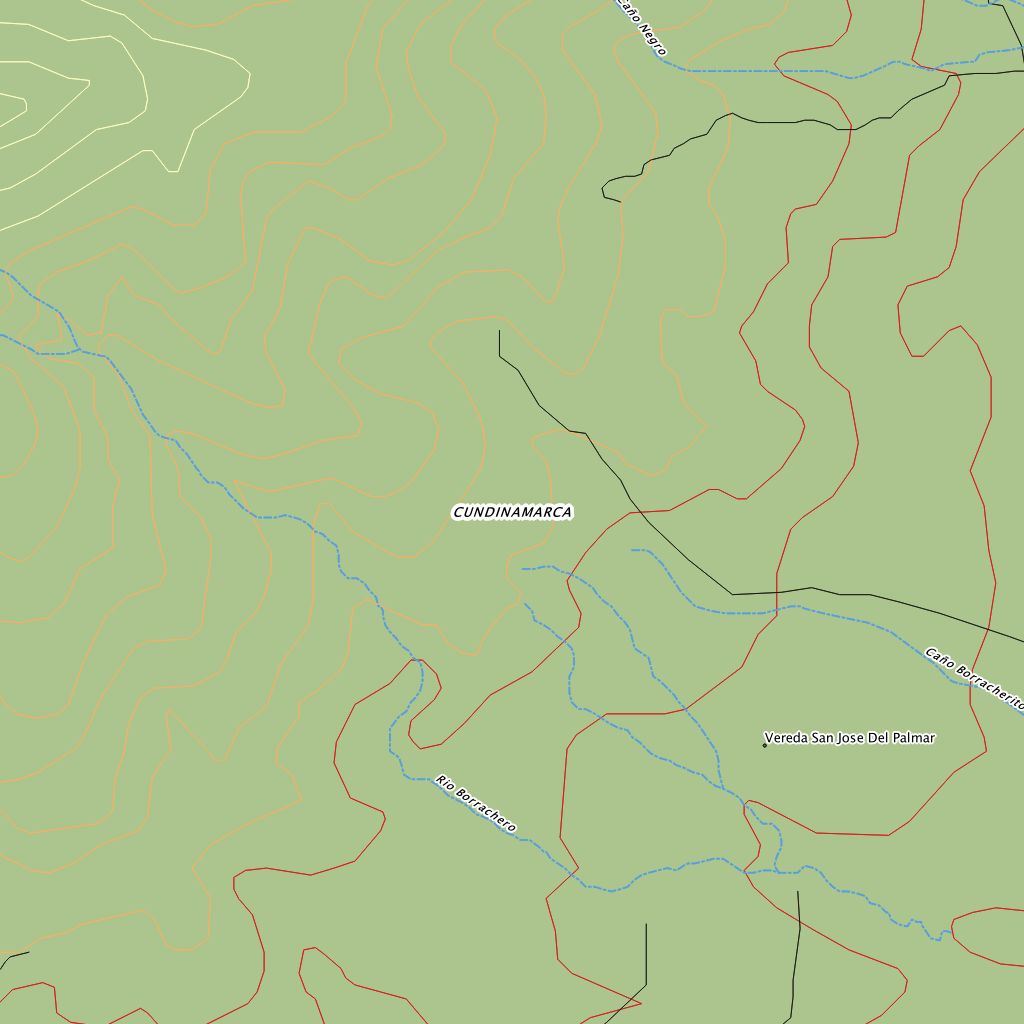 Caño Negro
CUNDINAMARCA
Caño Borracherito
Vereda San Jose Del Palmar
Rio Borrachero